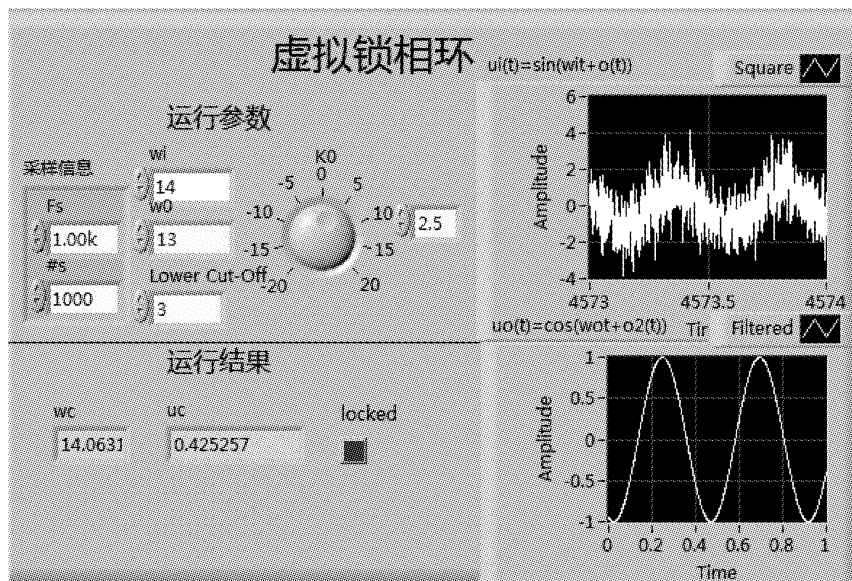 虚拟锁相环
运行参数
采样信息
Fs
1.00k
#s
1000
wi
14
w0
13
Lower Cut-Off
3
K0
0
-5 5
-10 10
-15 15
-20 20
2.5
运行结果
wc
14.0631
uc
0.425257
locked
ui(t)=sin(wit+o(t))
Square
Amplitude
6
4
2
0
-2
-4
4573 4573.5 4574
Tir
uo(t)=cos(wot+o2(t))
Filtered
Amplitude
1
0.5
0
-0.5
-1
0 0.2 0.4 0.6 0.8 1
Time